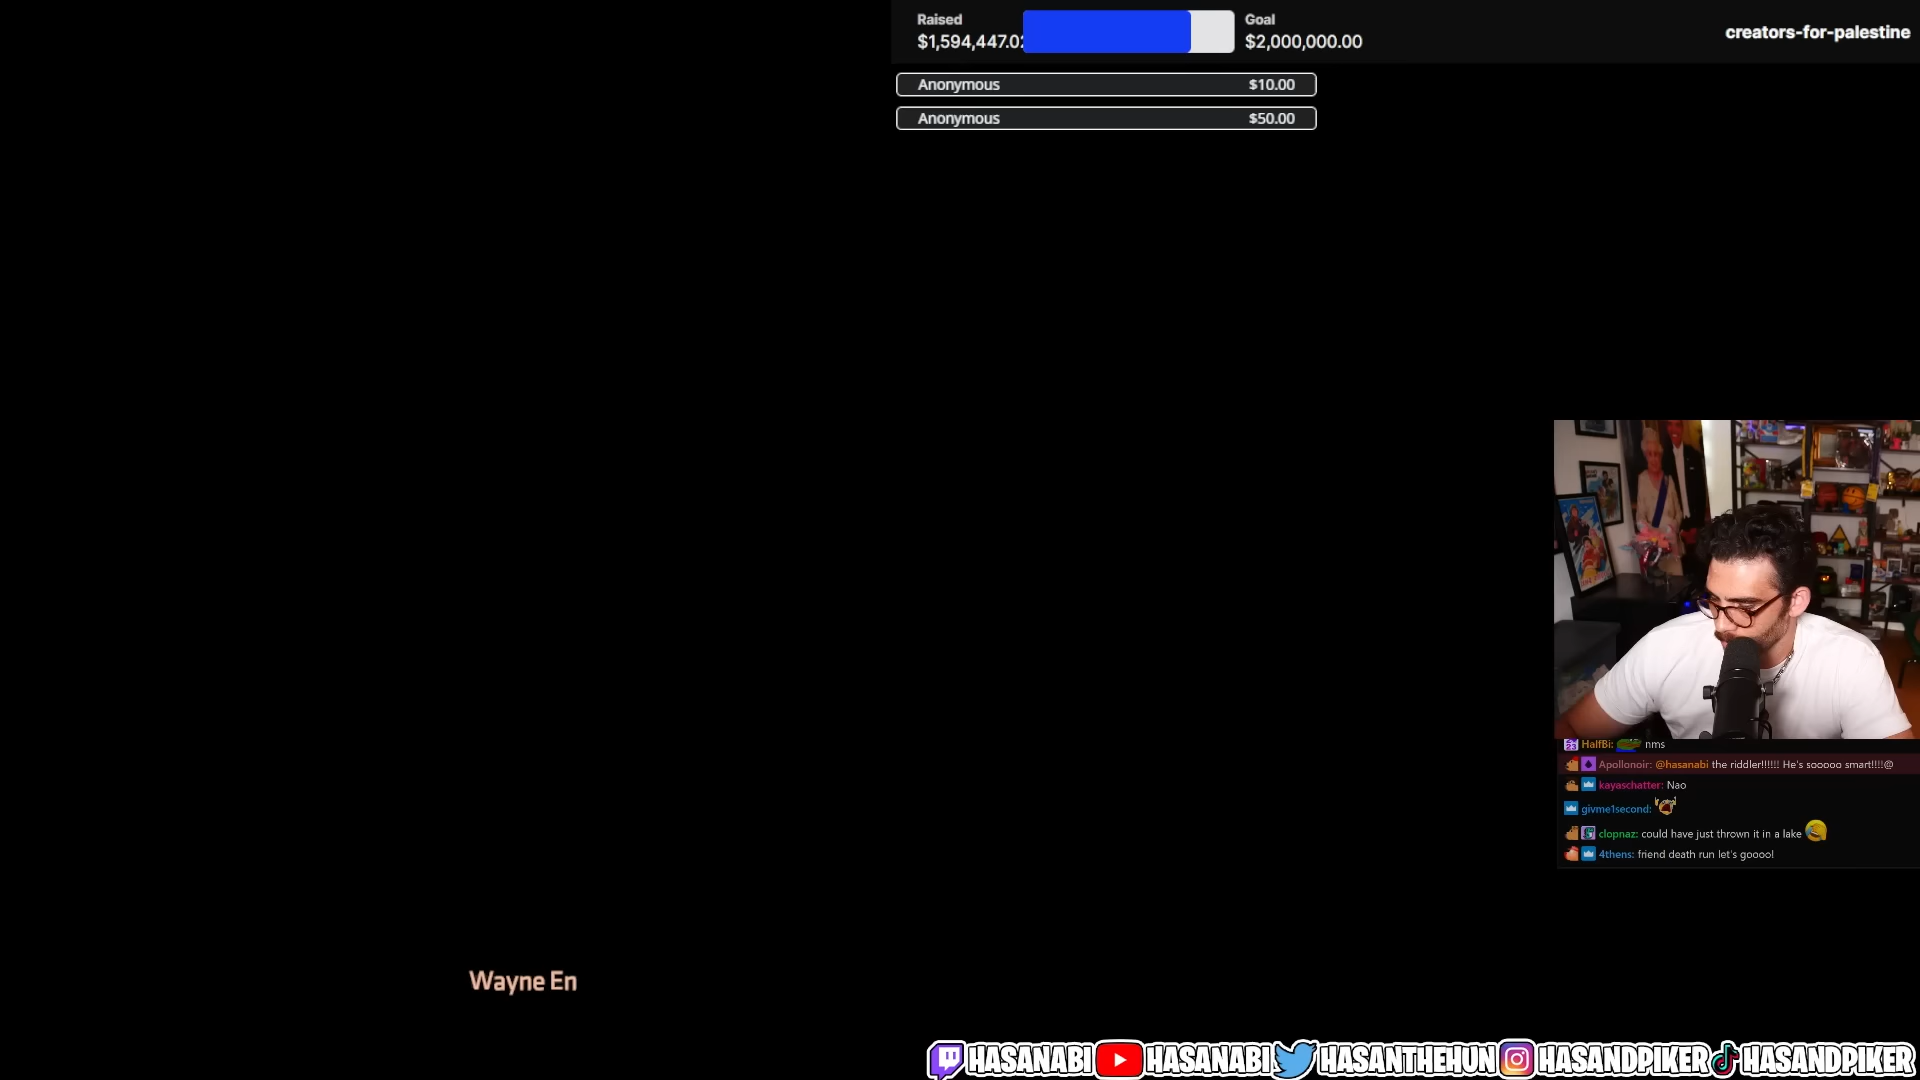 Raised
Goal
$1,594,447.02
$2,000,000.00
creators-for-palestine
Anonymous $10.00
Anonymous $50.00
HalfBi: nms
Apollonoir: @hasanabi the riddler!!!!!! He's sooooo smart!!!!@
kayaschatter: Nao
givme1second:
clopnaz: could have just thrown it in a lake
4thens: friend death run let's goooo!
Wayne En
HASANABI HASANABI HASANTHEHUN HASANDPIKER HASANDPIKER